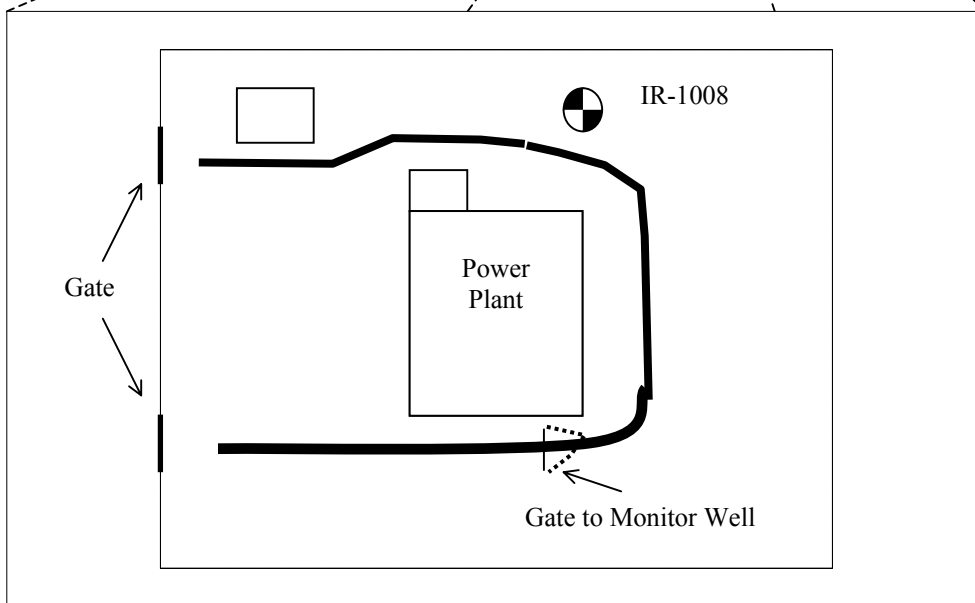 IR-1008
Power
Plant
Gate
Gate to Monitor Well